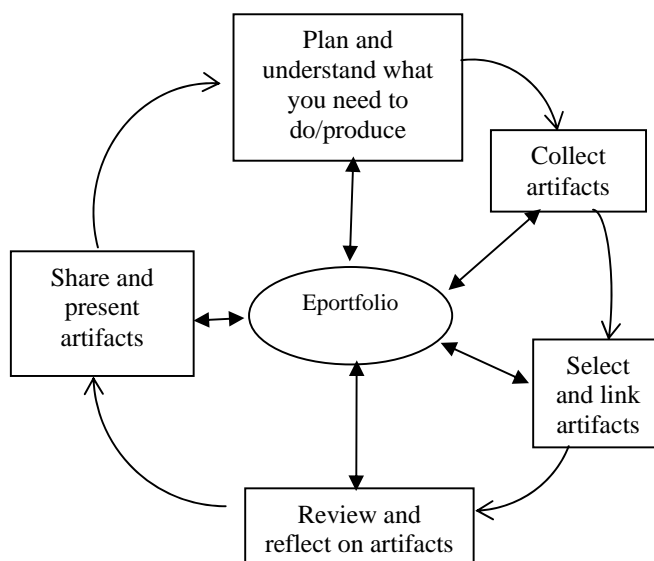 Plan and
understand what
you need to
do/produce
Collect
artifacts
Share and
present
artifacts
Eportfolio
Select
and link
artifacts
Review and
reflect on artifacts